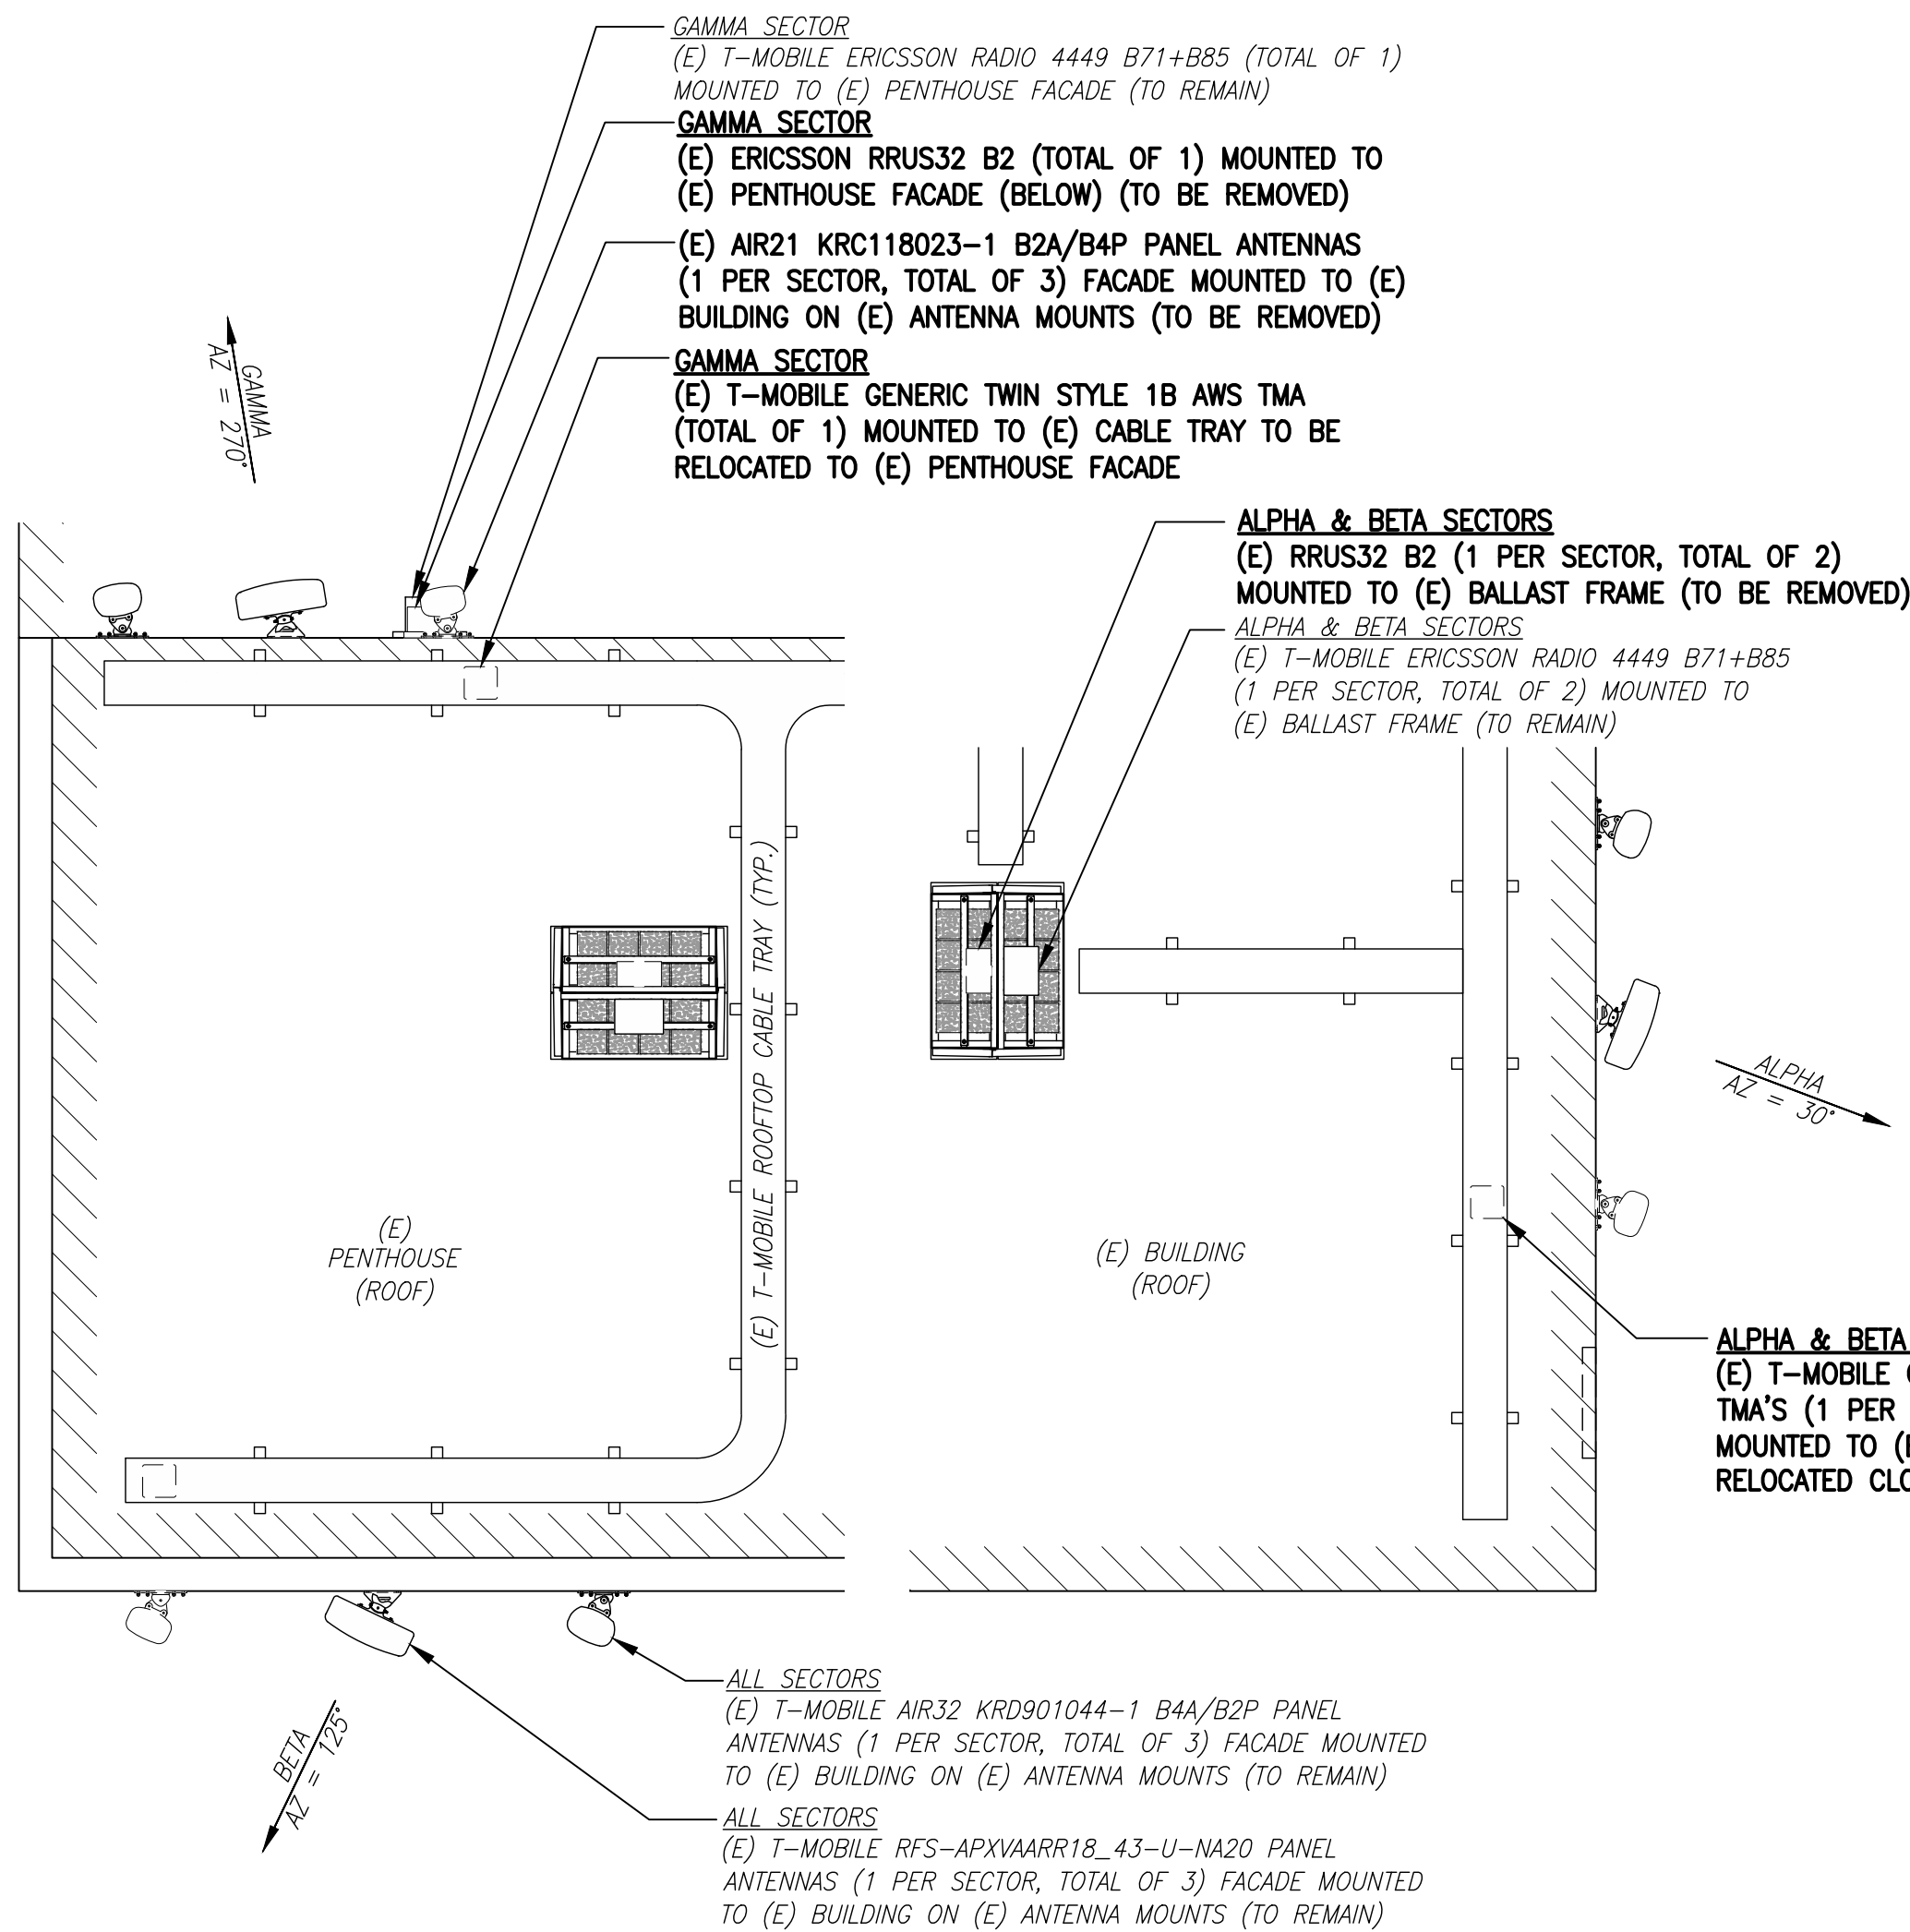 GAMMA SECTOR
(E) T-MOBILE ERICSSON RADIO 4449 B71+B85 (TOTAL OF 1)
MOUNTED TO (E) PENTHOUSE FACADE (TO REMAIN)
GAMMA SECTOR
(E) ERICSSON RRUS32 B2 (TOTAL OF 1) MOUNTED TO
(E) PENTHOUSE FACADE (BELOW) (TO BE REMOVED)
(E) AIR21 KRC118023-1 B2A/B4P PANEL ANTENNAS
(1 PER SECTOR, TOTAL OF 3) FACADE MOUNTED TO (E)
BUILDING ON (E) ANTENNA MOUNTS (TO BE REMOVED)
GAMMA SECTOR
(E) T-MOBILE GENERIC TWIN STYLE 1B AWS TMA
(TOTAL OF 1) MOUNTED TO (E) CABLE TRAY TO BE
RELOCATED TO (E) PENTHOUSE FACADE
GAMMA
AZ = 270°
ALPHA & BETA SECTORS
(E) RRUS32 B2 (1 PER SECTOR, TOTAL OF 2)
MOUNTED TO (E) BALLAST FRAME (TO BE REMOVED)
ALPHA & BETA SECTORS
(E) T-MOBILE ERICSSON RADIO 4449 B71+B85
(1 PER SECTOR, TOTAL OF 2) MOUNTED TO
(E) BALLAST FRAME (TO REMAIN)
(E) T-MOBILE ROOFTOP CABLE TRAY (TYP.)
ALPHA
AZ = 30°
(E)
PENTHOUSE
(ROOF)
(E) BUILDING
(ROOF)
ALPHA & BETA
(E) T-MOBILE
TMA'S (1 PER
MOUNTED TO
RELOCATED
ALL SECTORS
(E) T-MOBILE AIR32 KRD901044-1 B4A/B2P PANEL
ANTENNAS (1 PER SECTOR, TOTAL OF 3) FACADE MOUNTED
TO (E) BUILDING ON (E) ANTENNA MOUNTS (TO REMAIN)
BETA
AZ = 125°
ALL SECTORS
(E) T-MOBILE RFS-APXVAARR18_43-U-NA20 PANEL
ANTENNAS (1 PER SECTOR, TOTAL OF 3) FACADE MOUNTED
TO (E) BUILDING ON (E) ANTENNA MOUNTS (TO REMAIN)